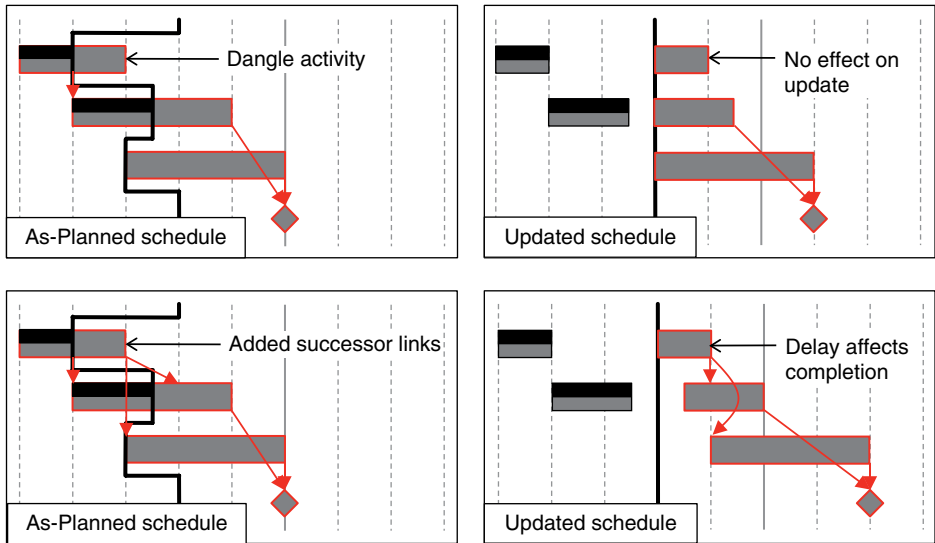 Dangle activity
As-Planned schedule
No effect on
update
Updated schedule
Added successor links
As-Planned schedule
Delay affects
completion
Updated schedule